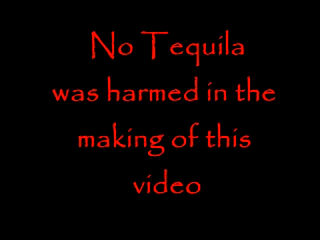 No Tequila
was harmed in the
making of this
video